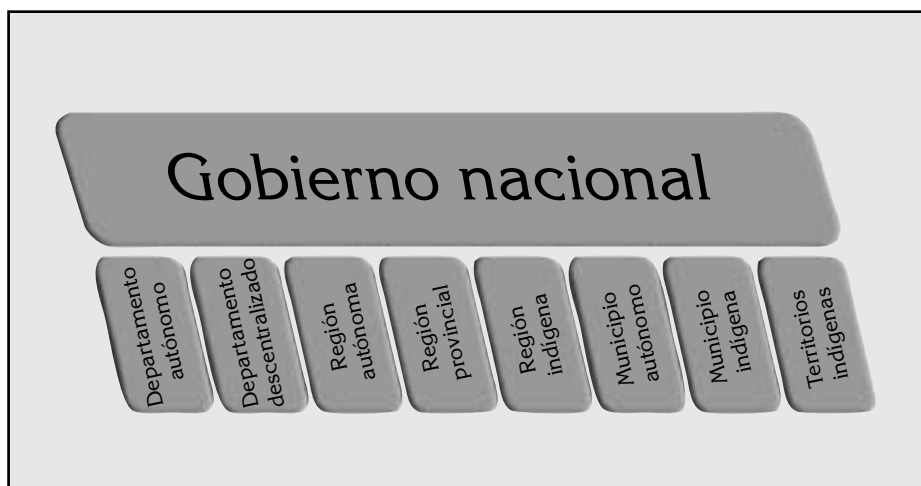 Gobierno nacional
Departamento
autónomo
Departamento
descentralizado
Región
autónoma
Región
provincial
Región
indígena
Municipio
autónomo
Municipio
indígena
Territorios
indígenas